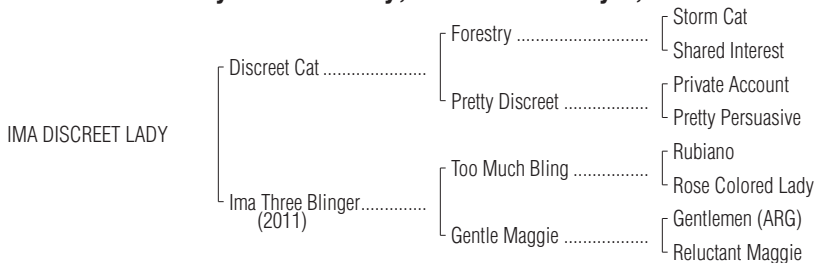 Forestry ...............................
Storm Cat
Shared Interest
Discreet Cat ......................
Pretty Discreet ....................
Private Account
Pretty Persuasive
IMA DISCREET LADY
Too Much Bling ..................
Rubiano
Rose Colored Lady
Ima Three Blinger..............
(2011)
Gentle Maggie ....................
Gentlemen (ARG)
Reluctant Maggie